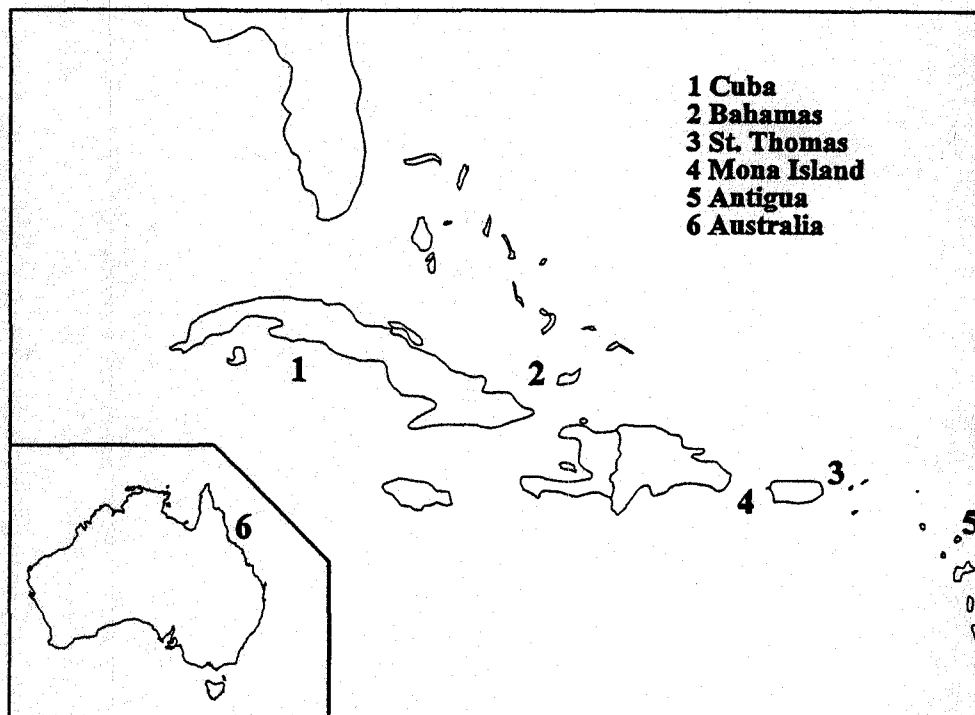 1 Cuba
2 Bahamas
3 St. Thomas
4 Mona Island
5 Antigua
6 Australia
1
2
3
4
5
6